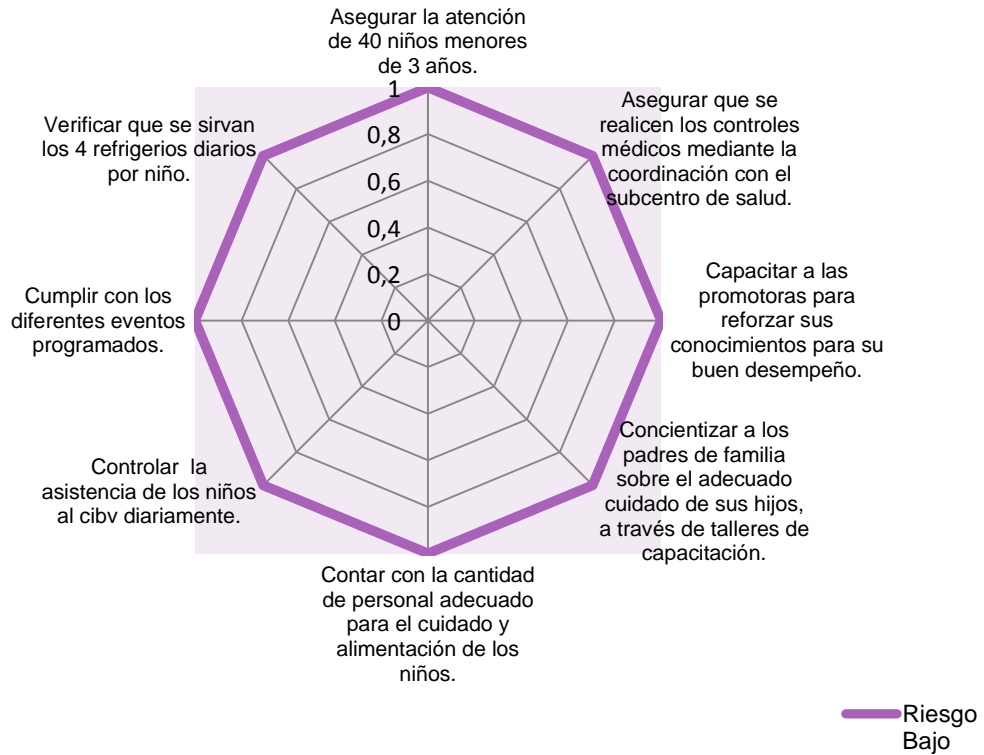 Asegurar la atención
de 40 niños menores
de 3 años.
1
0,8
0,6
0,4
0,2
0
Asegurar que se
realicen los controles
médicos mediante la
coordinación con el
subcentro de salud.
Capacitar a las
promotoras para
reforzar sus
conocimientos para su
buen desempeño.
Concientizar a los
padres de familia
sobre el adecuado
cuidado de sus hijos,
a través de talleres de
capacitación.
Contar con la cantidad
de personal adecuado
para el cuidado y
alimentación de los
niños.
Controlar  la
asistencia de los niños
al cibv diariamente.
Cumplir con los
diferentes eventos
programados.
Verificar que se sirvan
los 4 refrigerios diarios
por niño.
Riesgo
Bajo